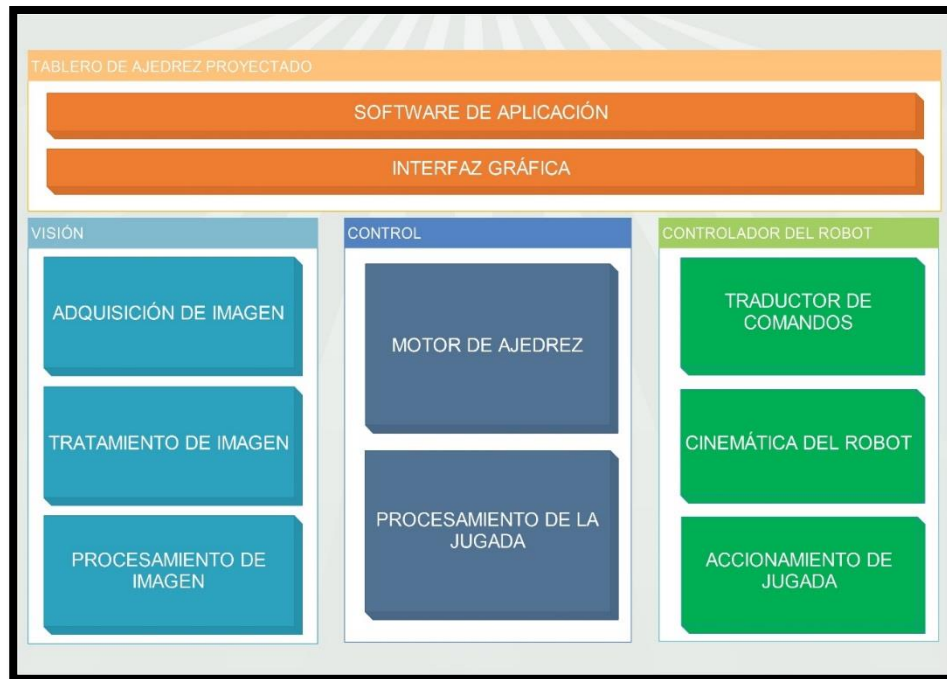 TABLERO DE AJEDREZ PROYECTADO
SOFTWARE DE APLICACIÓN
INTERFAZ GRÁFICA
VISIÓN
ADQUISICIÓN DE IMAGEN
TRATAMIENTO DE IMAGEN
PROCESAMIENTO DE
IMAGEN
CONTROL
MOTOR DE AJEDREZ
PROCESAMIENTO DE LA
JUGADA
CONTROLADOR DEL ROBOT
TRADUCTOR DE
COMANDOS
CINEMÁTICA DEL ROBOT
ACCIONAMIENTO DE
JUGADA